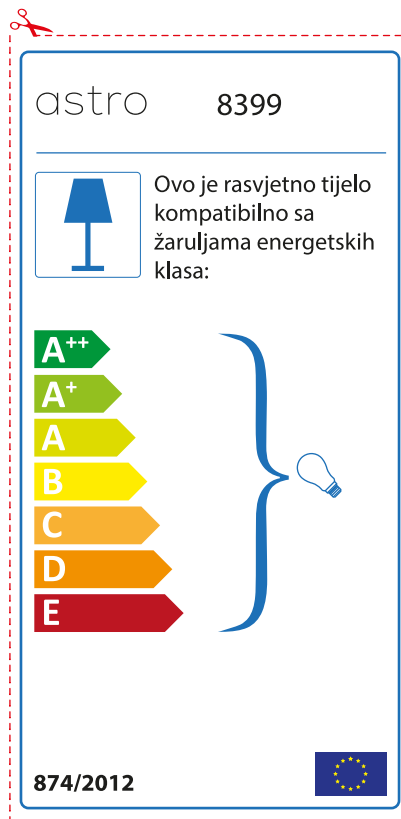 astro 8399
Ovo je rasvjetno tijelo
kompatibilno sa
žaruljama energetskih
klasa:
A++
A+
A
B
C
D
E
874/2012